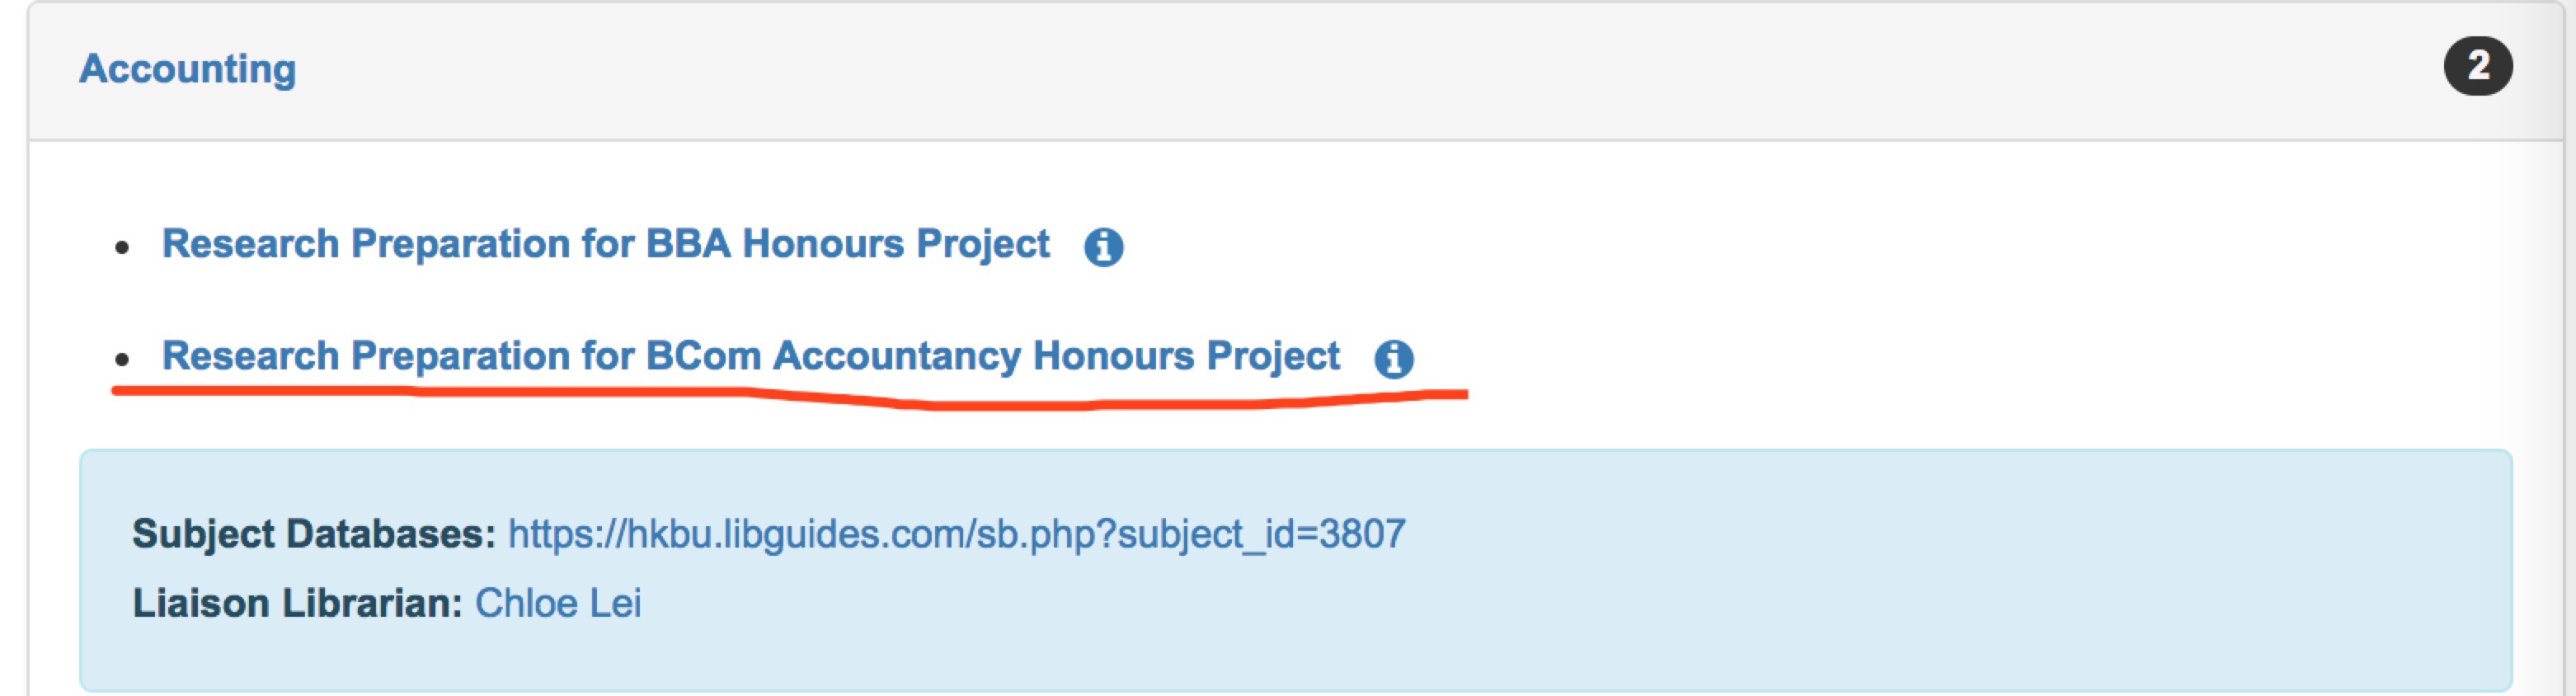 Accounting
2
Research Preparation for BBA Honours Project
Research Preparation for BCom Accountancy Honours Project
Subject Databases: https://hkbu.libguides.com/sb.php?subject_id=3807
Liaison Librarian: Chloe Lei